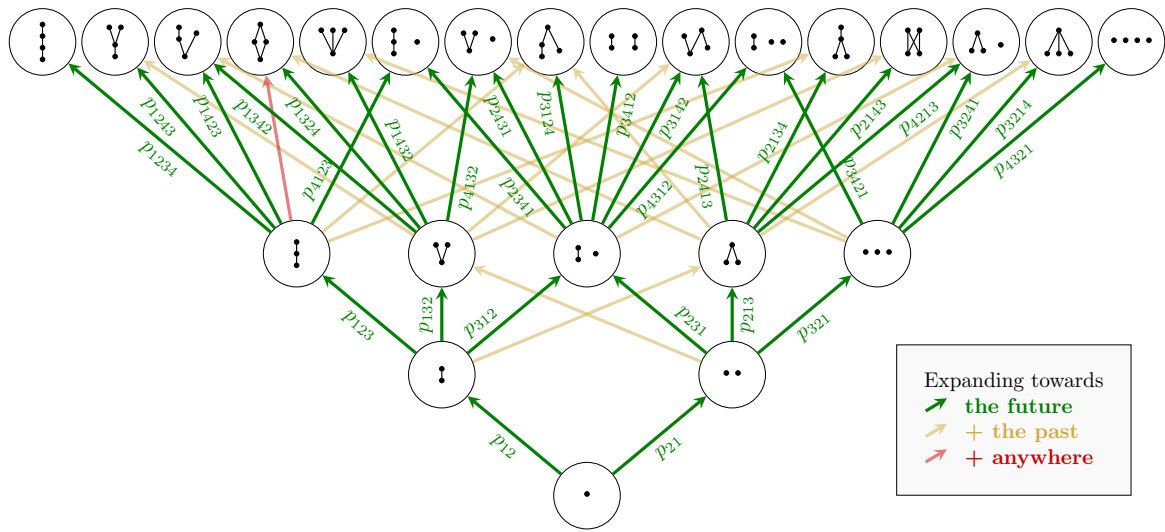 p1243
p1423
p1342
p1324
p1432
p2431
p3124
p3412
p3142
p2134
p2143
p4213
p3241
p3214
p1234
p4123
p4132
p2341
p4312
p2413
p3421
p4321
p123
p132
p312
p231
p213
p321
p12
p21
Expanding towards
the future
+ the past
+ anywhere